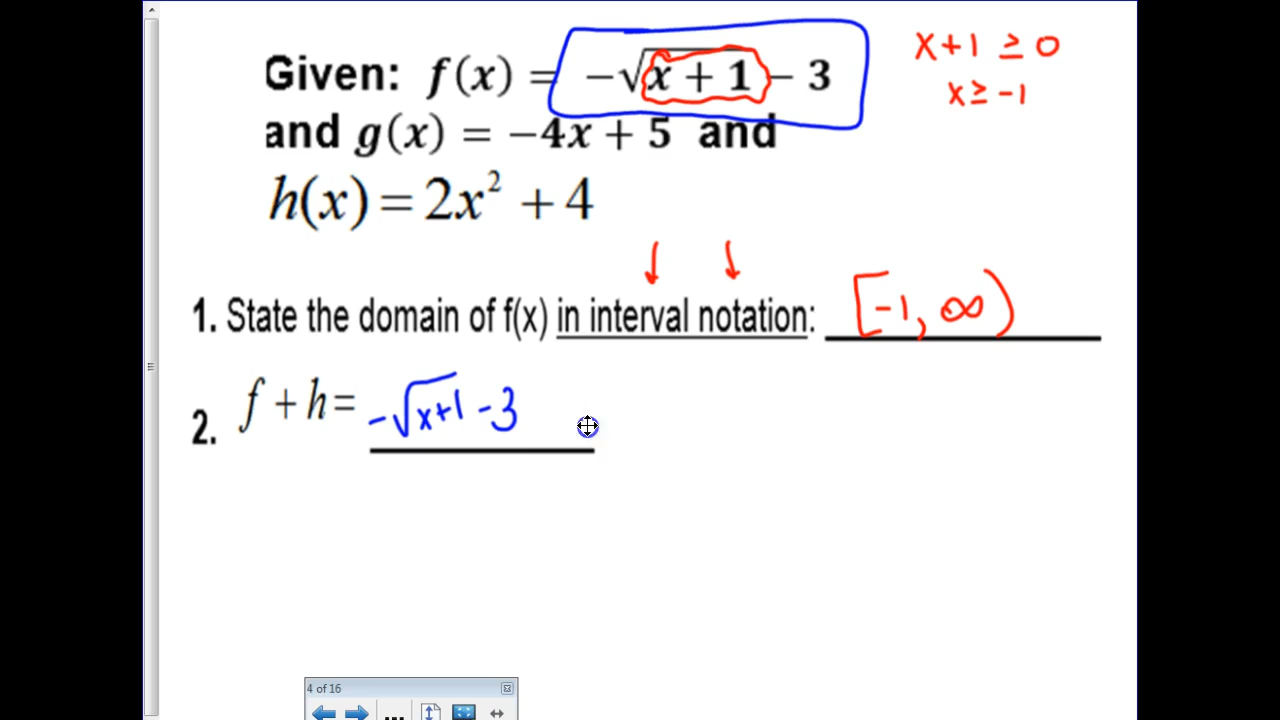 Given: f(x) = −√x + 1 − 3
x+1 ≥ 0
x ≥ -1
and g(x) = −4x + 5 and
h(x) = 2x² + 4
1. State the domain of f(x) in interval notation: [-1, ∞)
2. f + h = -√x+1 -3
4 of 16